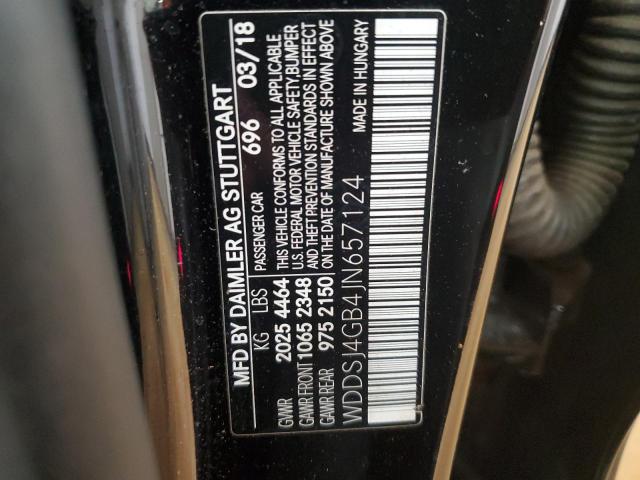 MFD BY DAIMLER AG STUTTGART
696 03/18
KG LBS PASSENGER CAR
GVWR 2025 4464
GAWR FRONT 1065 2348
GAWR REAR 975 2150
THIS VEHICLE CONFORMS TO ALL APPLICABLE
U.S. FEDERAL MOTOR VEHICLE SAFETY, BUMPER
AND THEFT PREVENTION STANDARDS IN EFFECT
ON THE DATE OF MANUFACTURE SHOWN ABOVE
WDDSJ4GB4JN657124
MADE IN HUNGARY